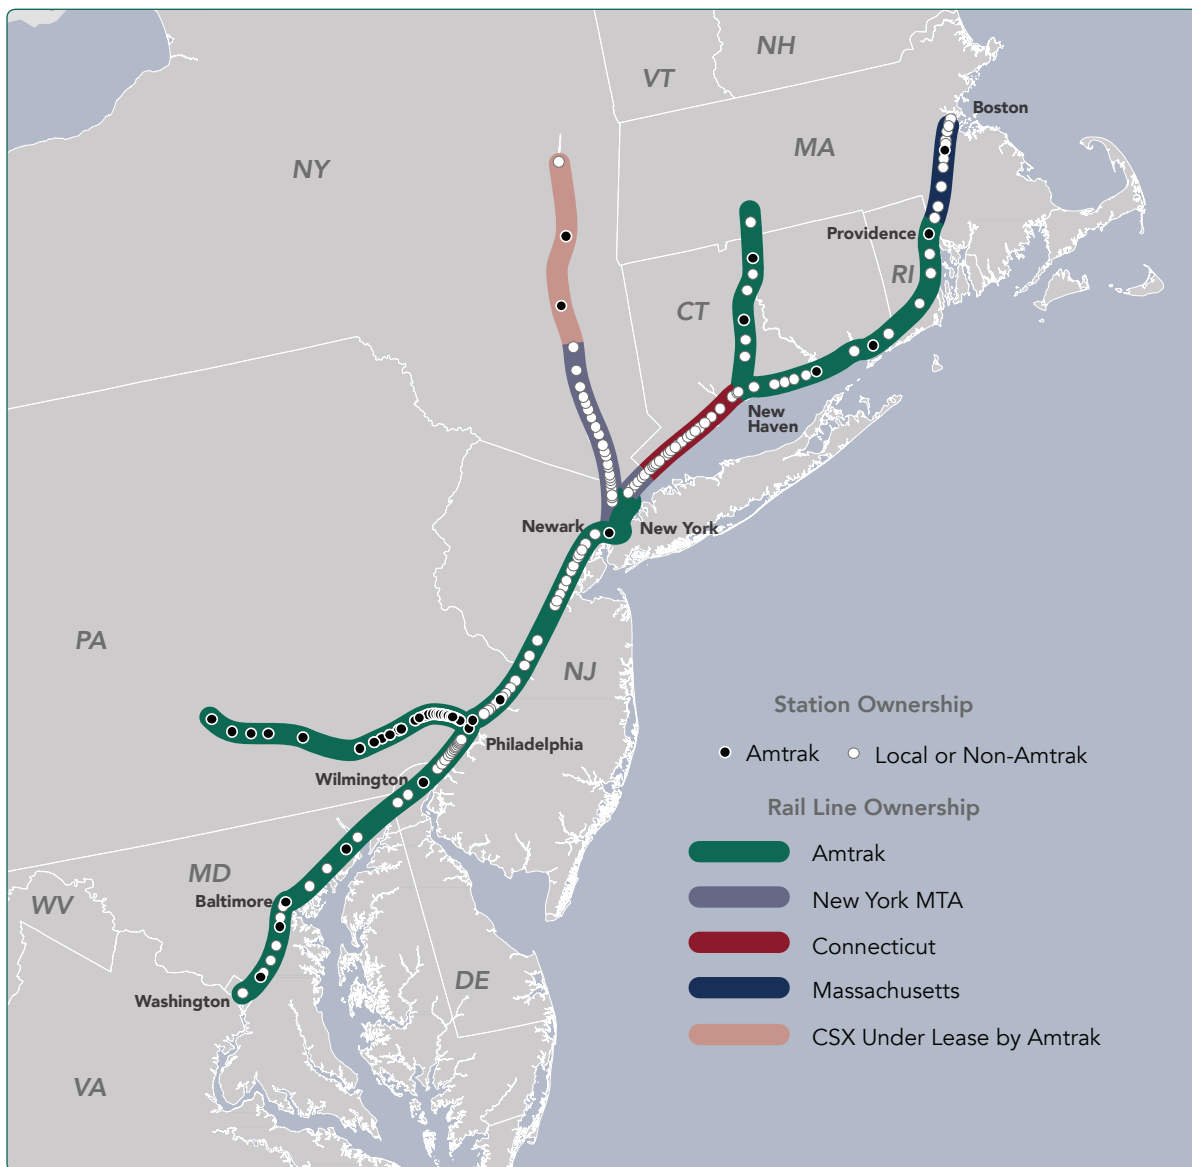 NH
VT
Boston
MA
NY
Providence
RI
CT
New
Haven
Newark
New York
PA
NJ
Station Ownership
Philadelphia
Amtrak
Local or Non-Amtrak
Wilmington
Rail Line Ownership
Amtrak
MD
Baltimore
WV
New York MTA
Connecticut
DE
Massachusetts
Washington
CSX Under Lease by Amtrak
VA